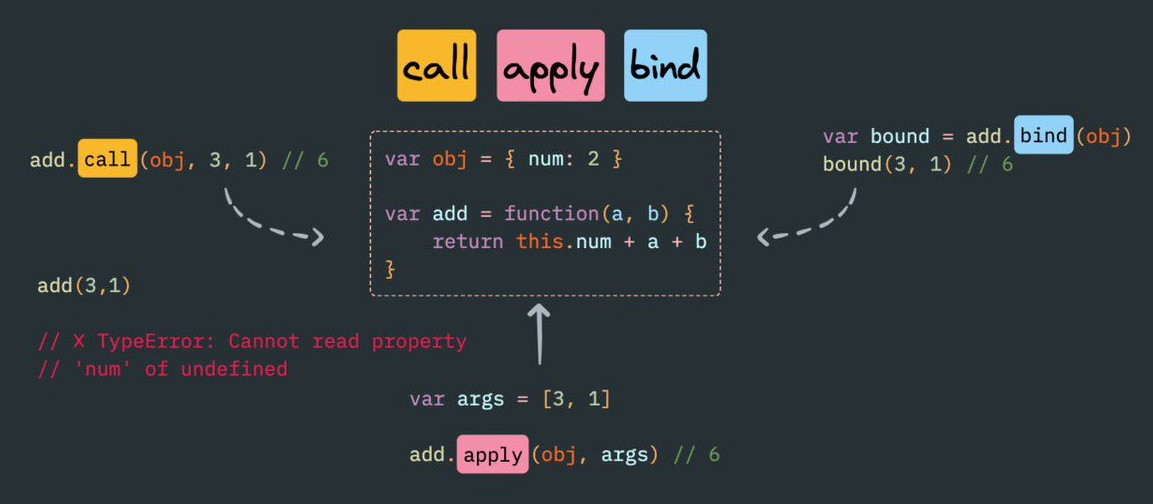 call apply bind
add.call(obj, 3, 1) // 6
var obj = { num: 2 }
var add = function(a, b) {
    return this.num + a + b
}
var bound = add.bind(obj)
bound(3, 1) // 6
add(3,1)
// X TypeError: Cannot read property
// 'num' of undefined
var args = [3, 1]
add.apply(obj, args) // 6